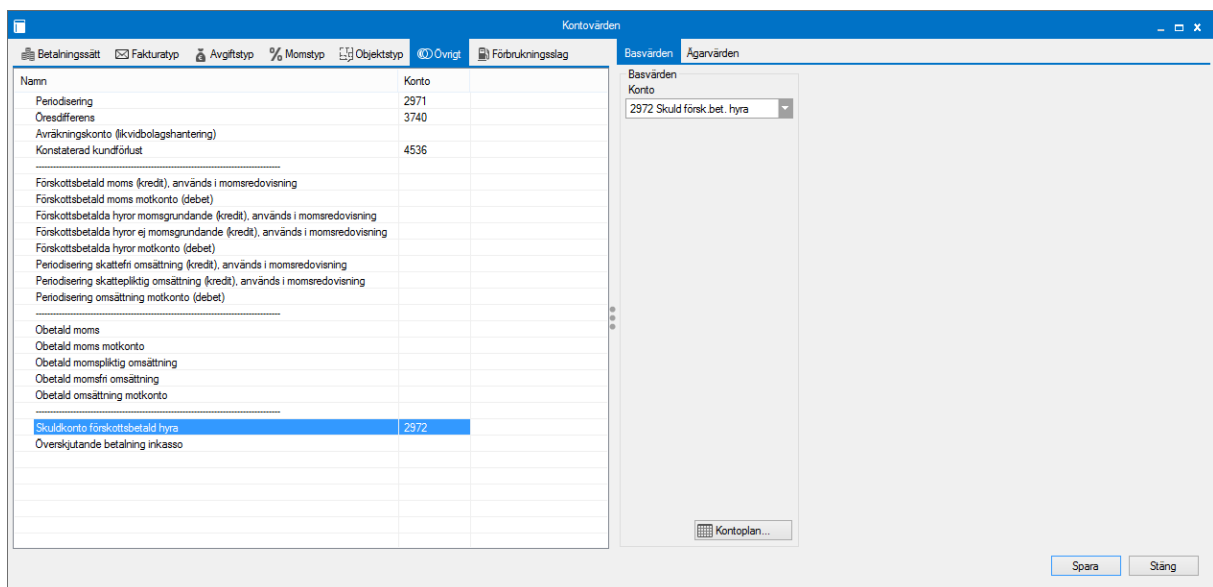 Kontovärden
Betalningssätt Fakturatyp Avgiftstyp Momstyp Objektstyp Övrigt Förbrukningsslag
Basvärden Ägarvärden
Namn Konto
Periodisering 2971
Öresdifferens 3740
Avräkningskonto (likvidbolagshantering)
Konstaterad kundförlust 4536
Förskottsbetald moms (kredit), används i momsredovisning
Förskottsbetald moms motkonto (debet)
Förskottsbetalda hyror momsgrundande (kredit), används i momsredovisning
Förskottsbetalda hyror ej momsgrundande (kredit), används i momsredovisning
Förskottsbetalda hyror motkonto (debet)
Periodisering skattefri omsättning (kredit), används i momsredovisning
Periodisering skattepliktig omsättning (kredit), används i momsredovisning
Periodisering omsättning motkonto (debet)
Obetald moms
Obetald moms motkonto
Obetald momspliktig omsättning
Obetald momsfri omsättning
Obetald omsättning motkonto
Skuldkonto förskottsbetald hyra 2972
Överskjutande betalning inkasso
Basvärden
Konto
2972 Skuld försk.bet. hyra
Kontoplan...
Spara Stäng